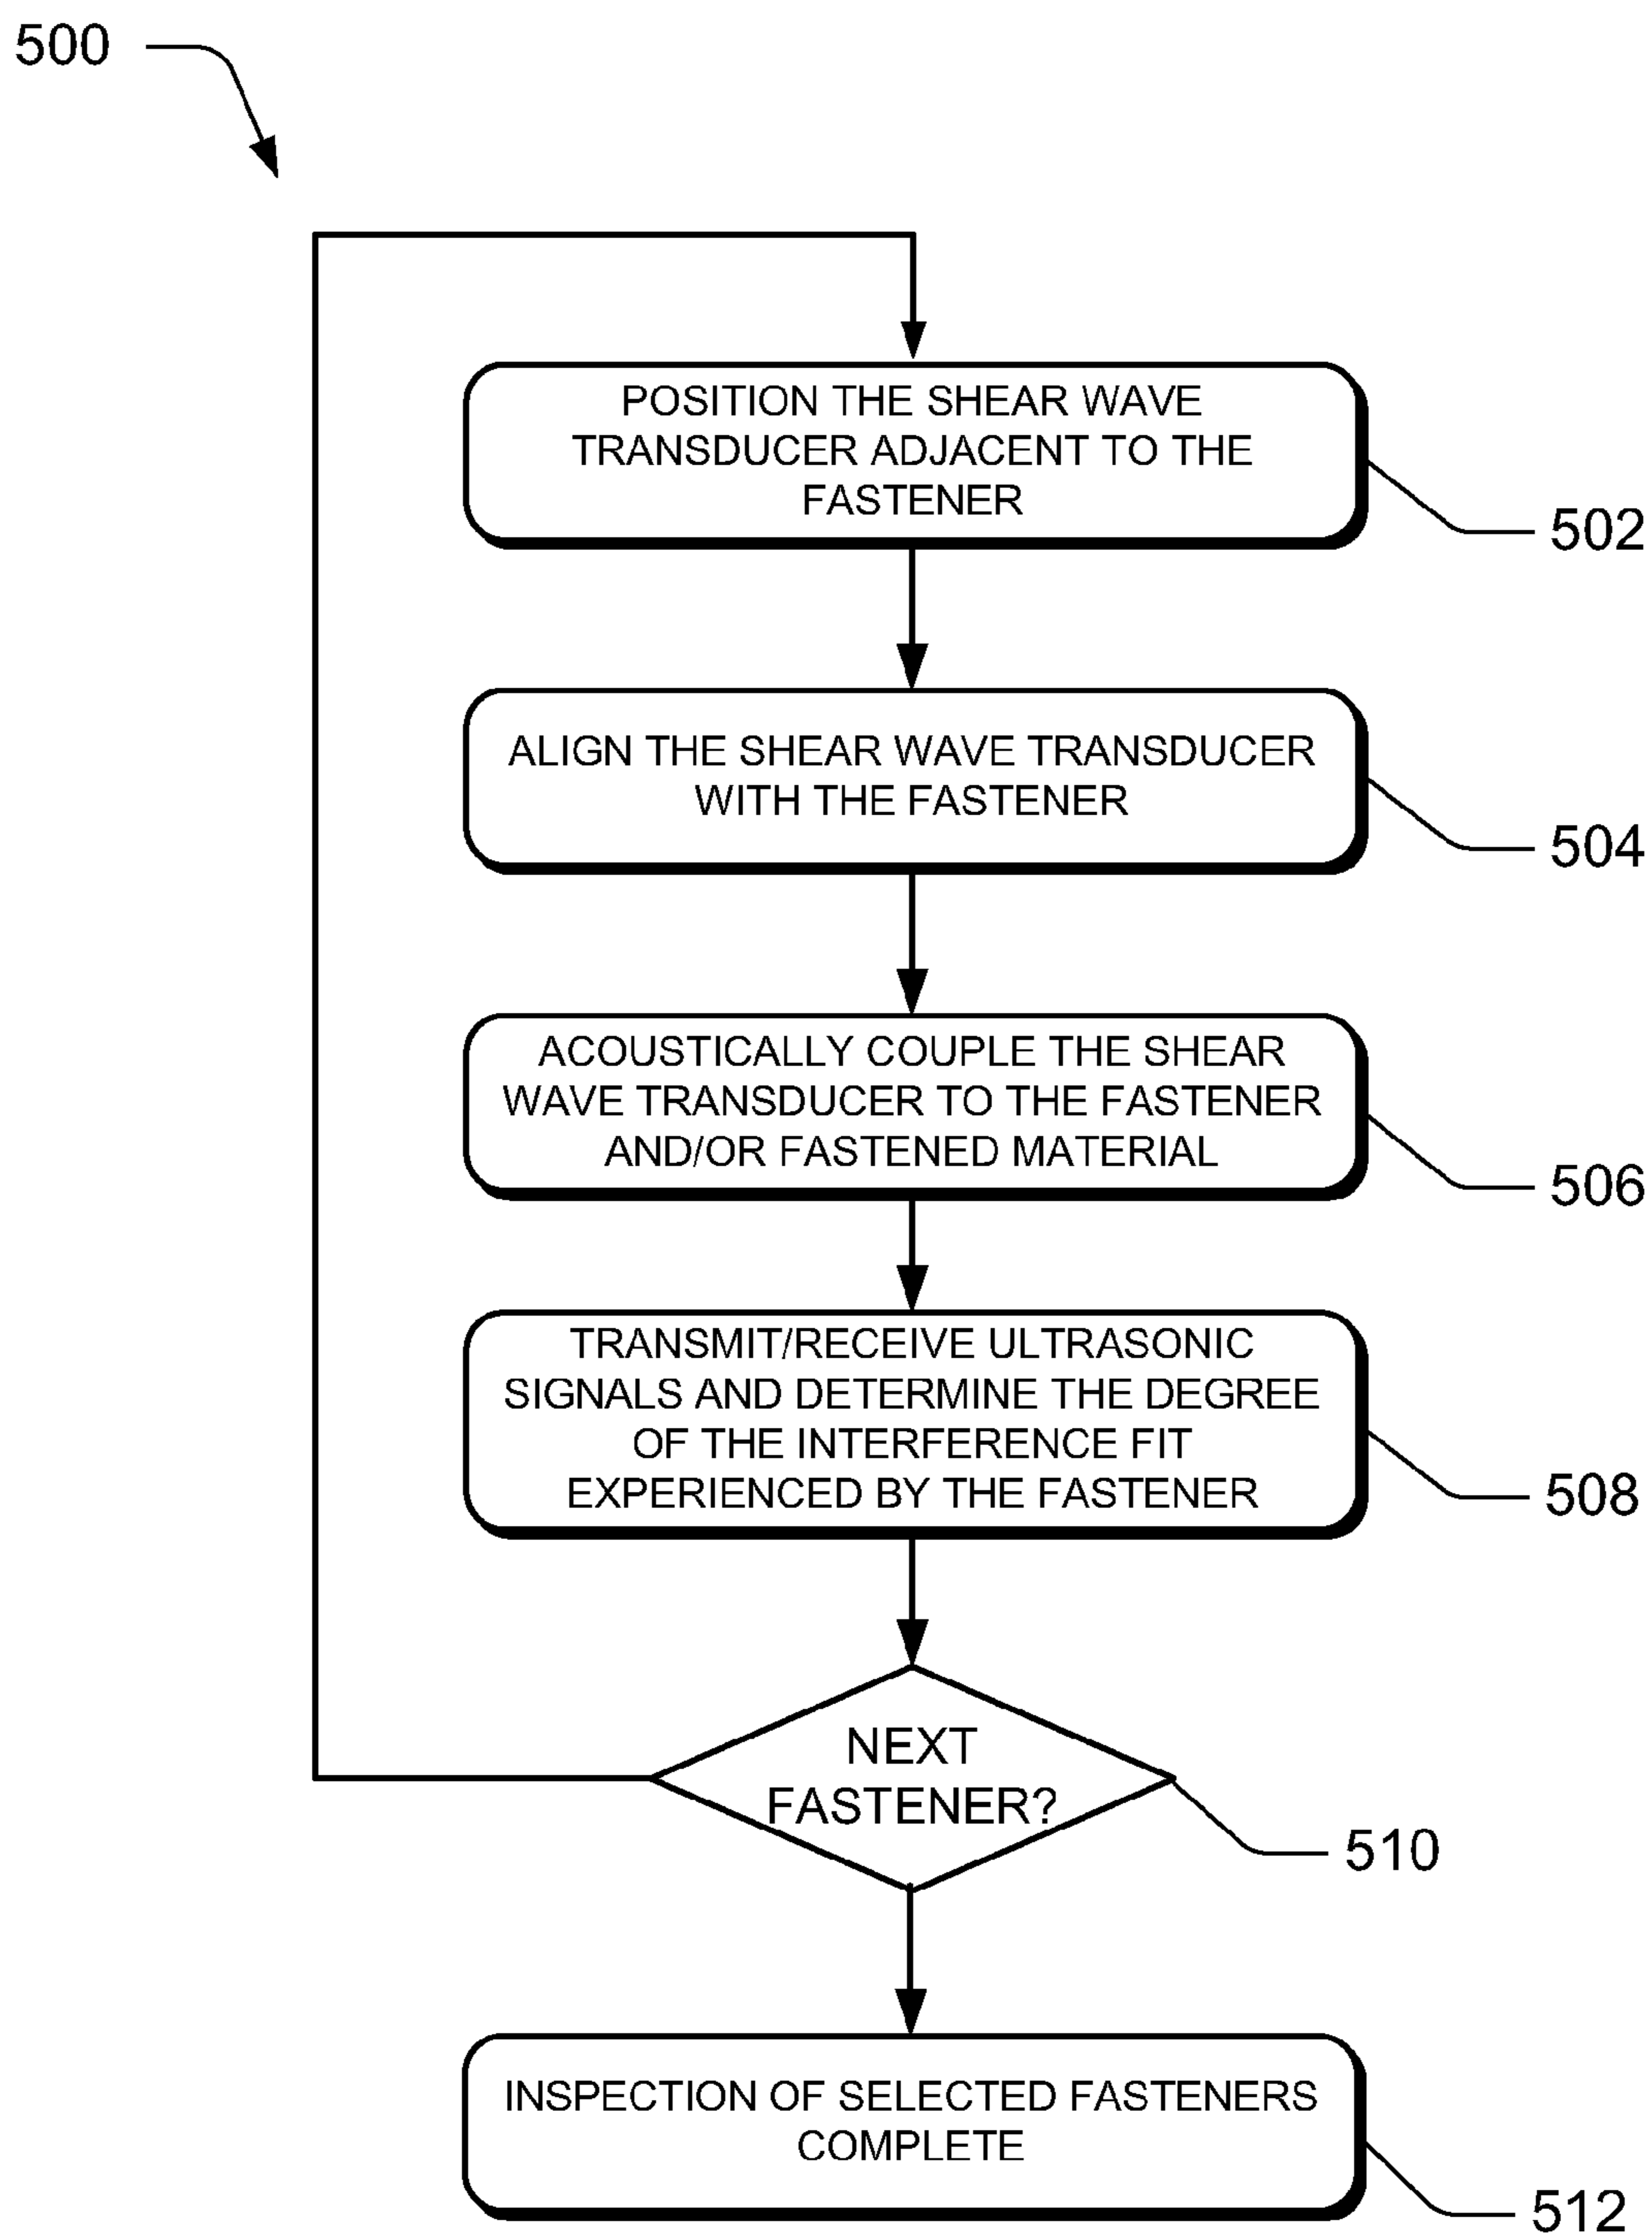 500
POSITION THE SHEAR WAVE
TRANSDUCER ADJACENT TO THE
FASTENER
502
ALIGN THE SHEAR WAVE TRANSDUCER
WITH THE FASTENER
504
ACOUSTICALLY COUPLE THE SHEAR
WAVE TRANSDUCER TO THE FASTENER
AND/OR FASTENED MATERIAL
506
TRANSMIT/RECEIVE ULTRASONIC
SIGNALS AND DETERMINE THE DEGREE
OF THE INTERFERENCE FIT
EXPERIENCED BY THE FASTENER
508
NEXT
FASTENER?
510
INSPECTION OF SELECTED FASTENERS
COMPLETE
512